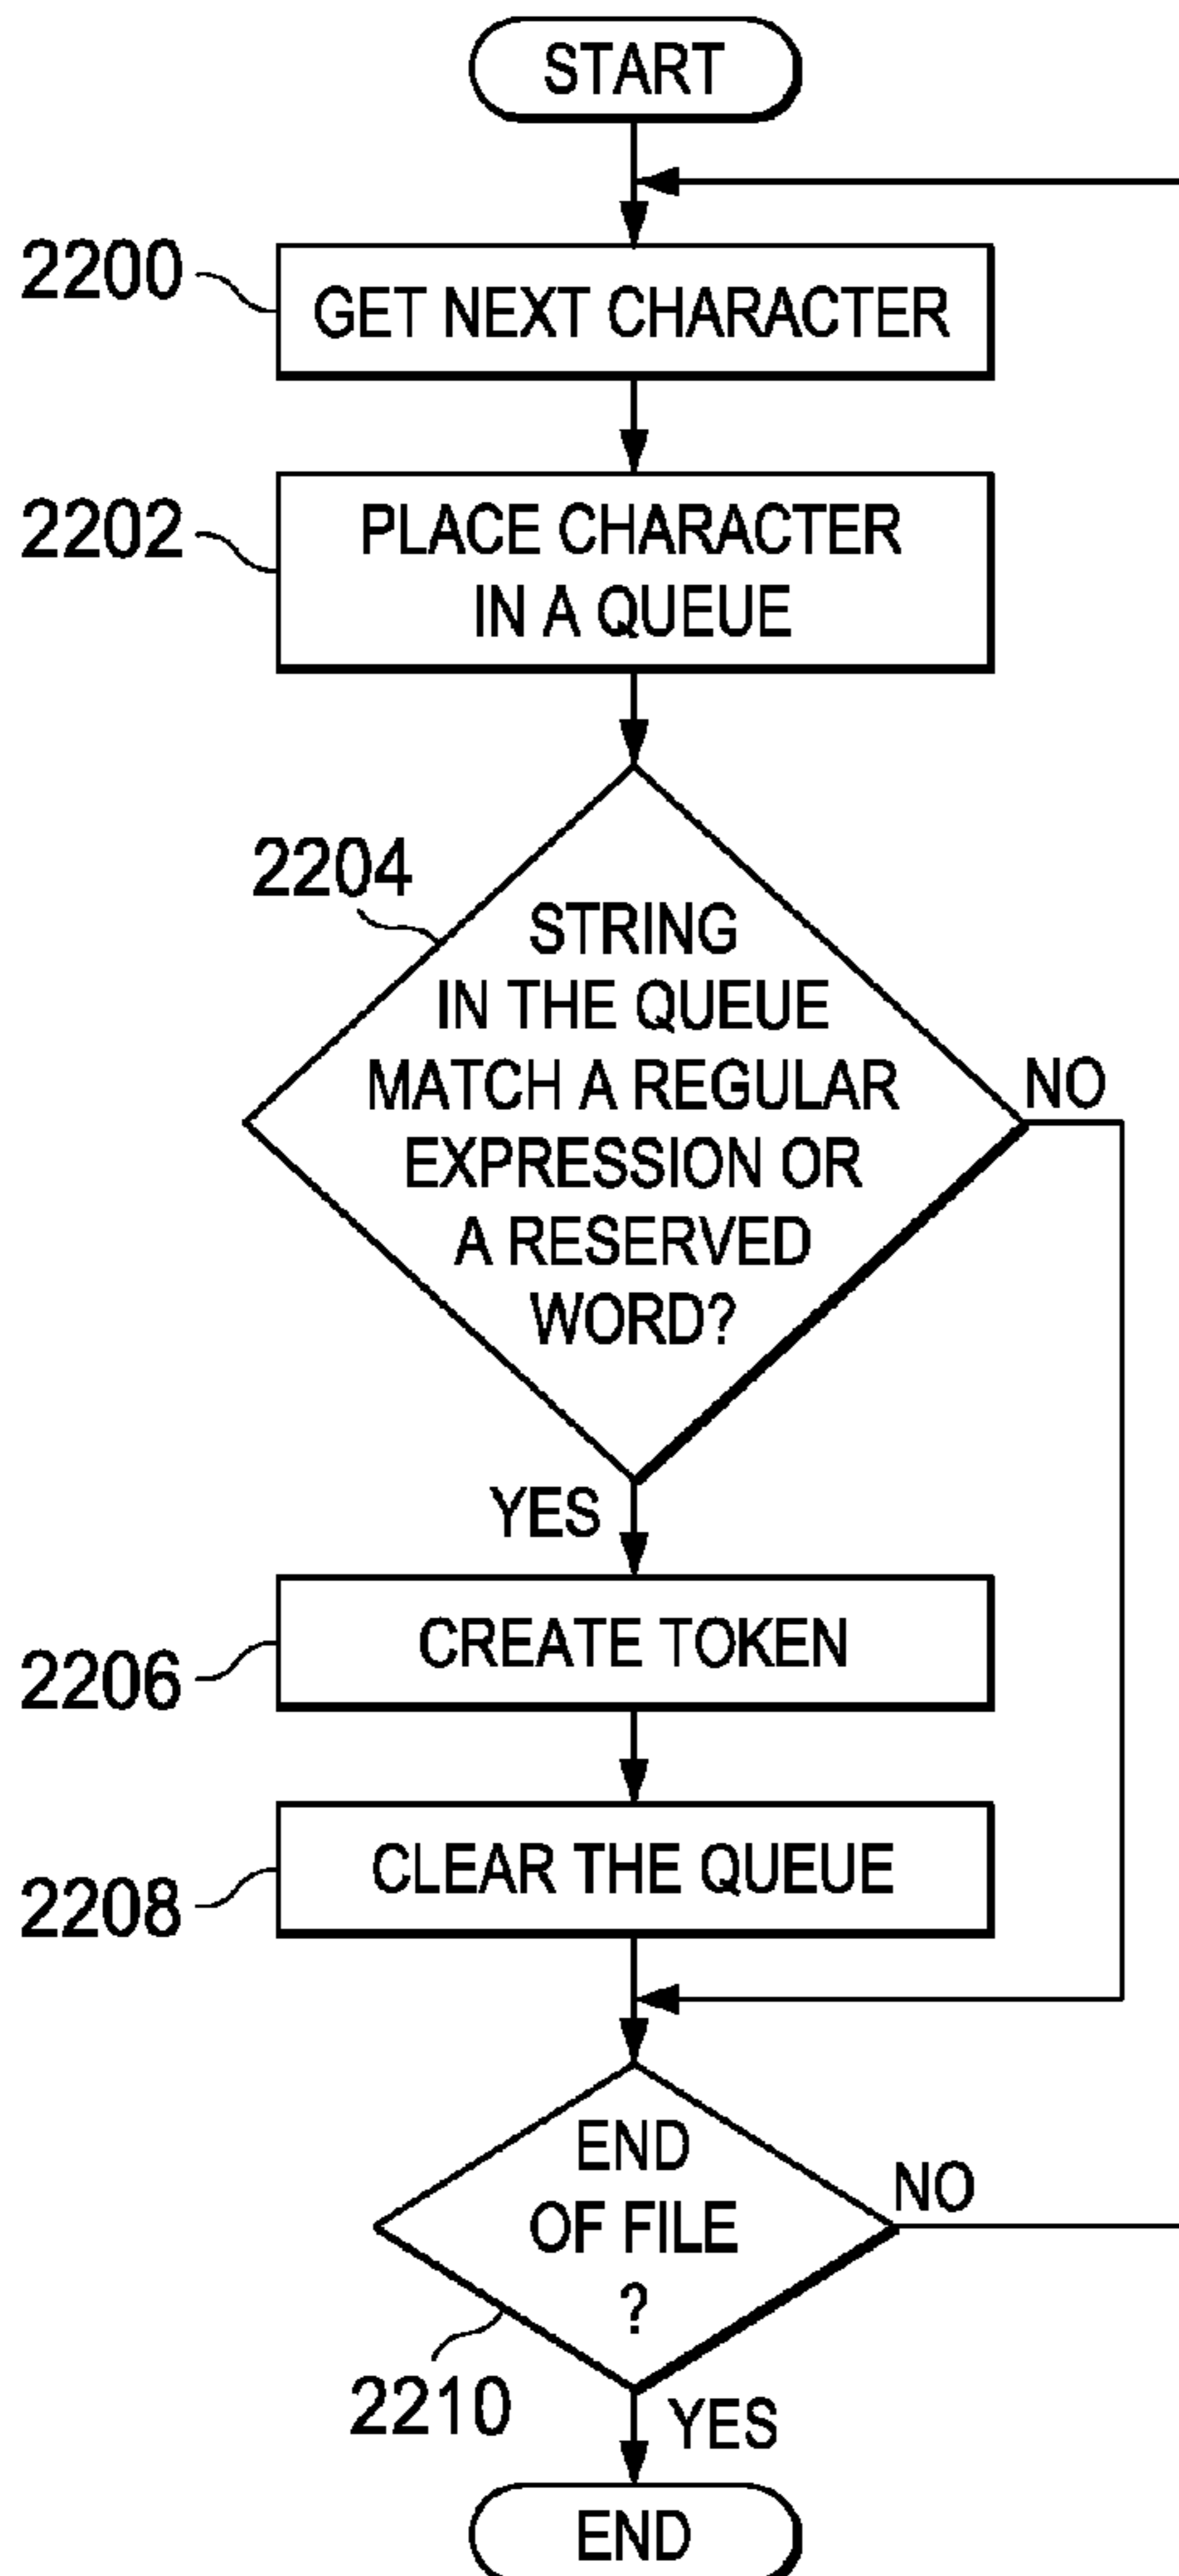 START
2200
GET NEXT CHARACTER
2202
PLACE CHARACTER
IN A QUEUE
2204
STRING
IN THE QUEUE
MATCH A REGULAR
EXPRESSION OR
A RESERVED
WORD?
NO
YES
2206
CREATE TOKEN
2208
CLEAR THE QUEUE
END
OF FILE
?
NO
2210
YES
END